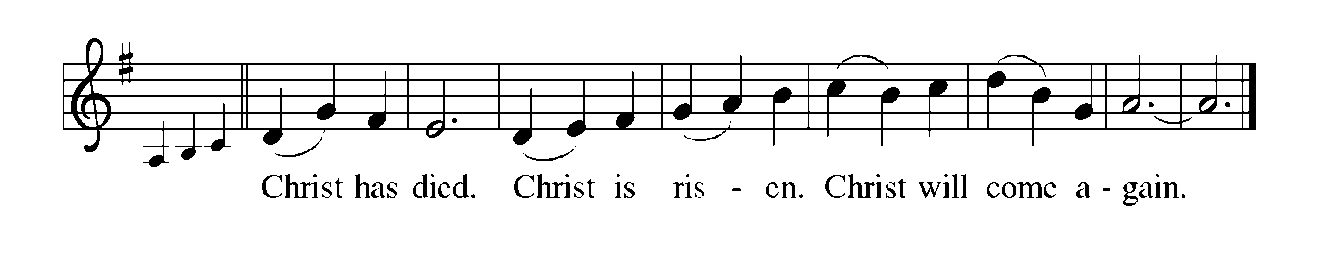 Christ has died. Christ is ris - en. Christ will come a - gain.